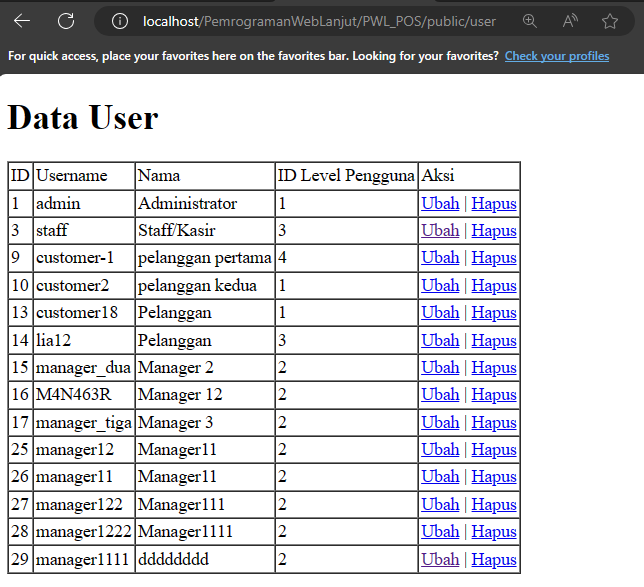 localhost/PemrogramanWebLanjut/PWL_POS/public/user
For quick access, place your favorites here on the favorites bar. Looking for your favorites? Check your profiles
Data User
ID Username Nama ID Level Pengguna Aksi
1 admin Administrator 1 Ubah | Hapus
3 staff Staff/Kasir 3 Ubah | Hapus
9 customer-1 pelanggan pertama 4 Ubah | Hapus
10 customer2 pelanggan kedua 1 Ubah | Hapus
13 customer18 Pelanggan 1 Ubah | Hapus
14 lia12 Pelanggan 3 Ubah | Hapus
15 manager_dua Manager 2 2 Ubah | Hapus
16 M4N463R Manager 12 2 Ubah | Hapus
17 manager_tiga Manager 3 2 Ubah | Hapus
25 manager12 Manager11 2 Ubah | Hapus
26 manager11 Manager11 2 Ubah | Hapus
27 manager122 Manager111 2 Ubah | Hapus
28 manager1222 Manager1111 2 Ubah | Hapus
29 manager1111 dddddddd 2 Ubah | Hapus